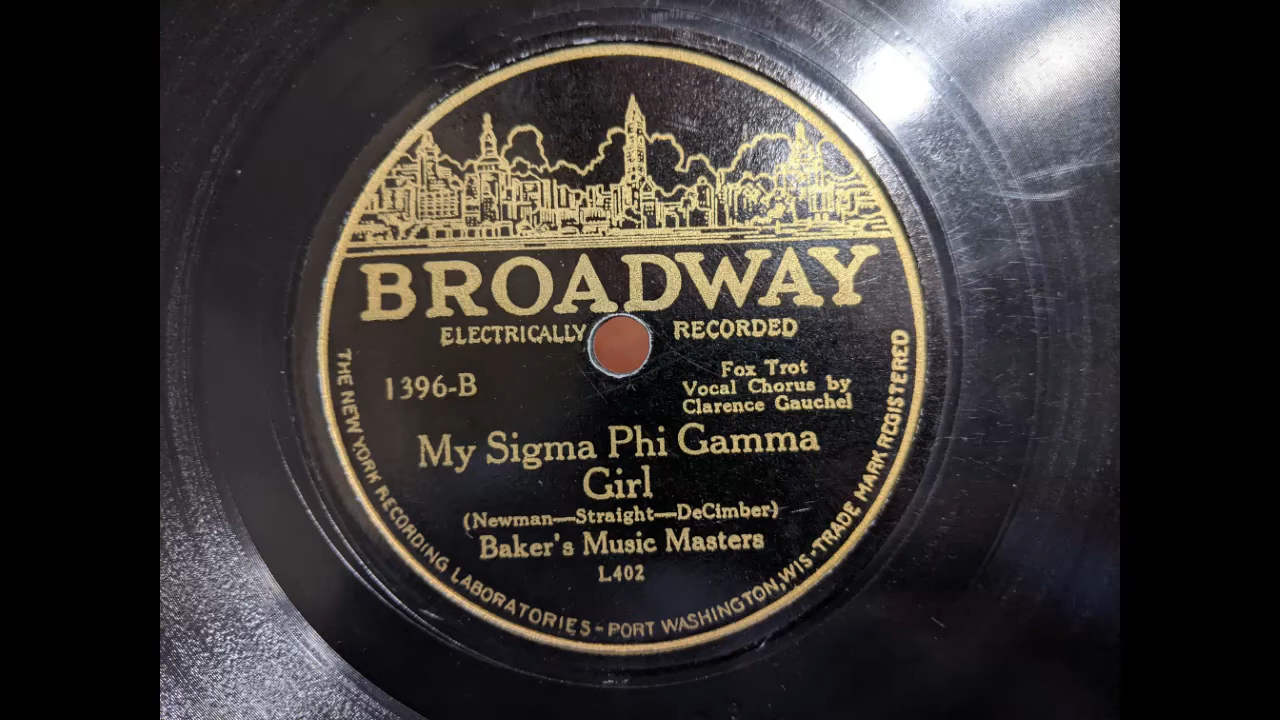 BROADWAY
ELECTRICALLY RECORDED
1396-B
Fox Trot
Vocal Chorus by
Clarence Gauchel
My Sigma Phi Gamma
Girl
(Newman—Straight—DeCimber)
Baker's Music Masters
L402
THE NEW YORK RECORDING LABORATORIES - PORT WASHINGTON, WIS - TRADE MARK REGISTERED